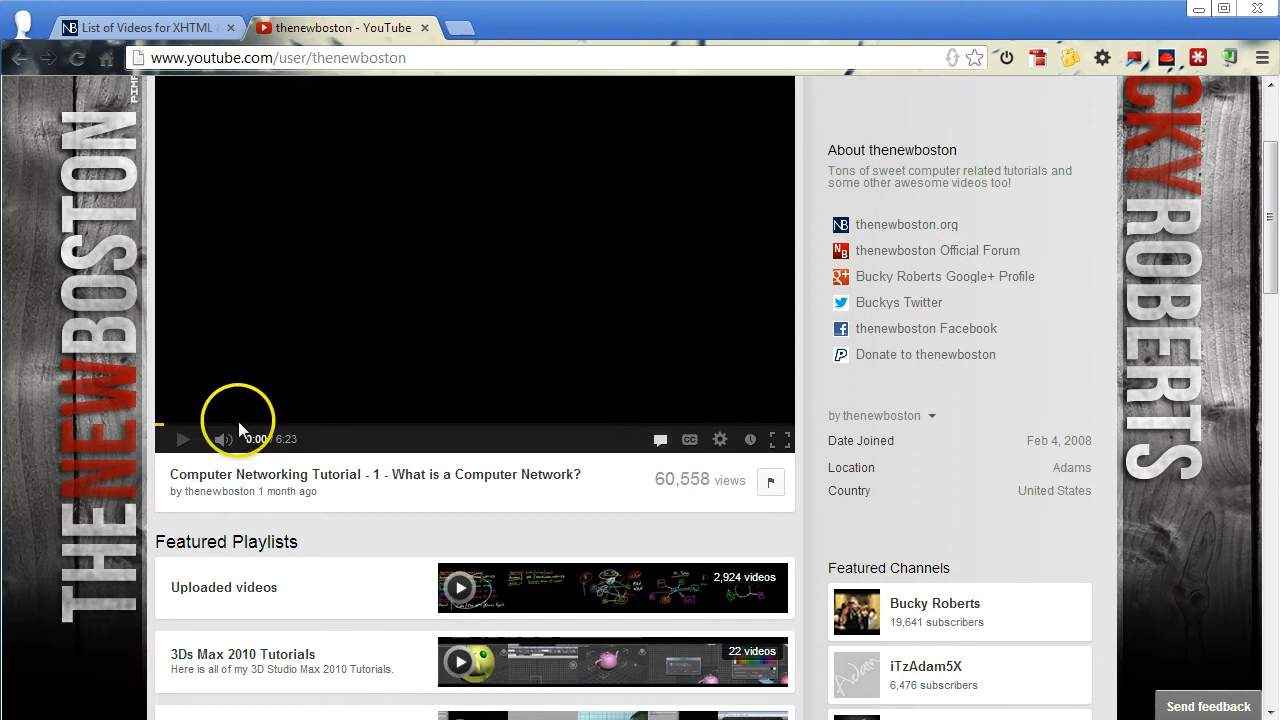 List of Videos for XHTML
thenewboston - YouTube
www.youtube.com/user/thenewboston
THENEWBOSTON
CKYROBERTS
About thenewboston
Tons of sweet computer related tutorials and
some other awesome videos too!
thenewboston.org
thenewboston Official Forum
Bucky Roberts Google+ Profile
Buckys Twitter
thenewboston Facebook
Donate to thenewboston
by thenewboston
Date Joined Feb 4, 2008
Location Adams
Country United States
0:00 / 6:23
CC
Computer Networking Tutorial - 1 - What is a Computer Network?
by thenewboston 1 month ago
60,558 views
Featured Playlists
Uploaded videos
2,924 videos
3Ds Max 2010 Tutorials
Here is all of my 3D Studio Max 2010 Tutorials.
22 videos
Featured Channels
Bucky Roberts
19,641 subscribers
iTzAdam5X
6,476 subscribers
Send feedback